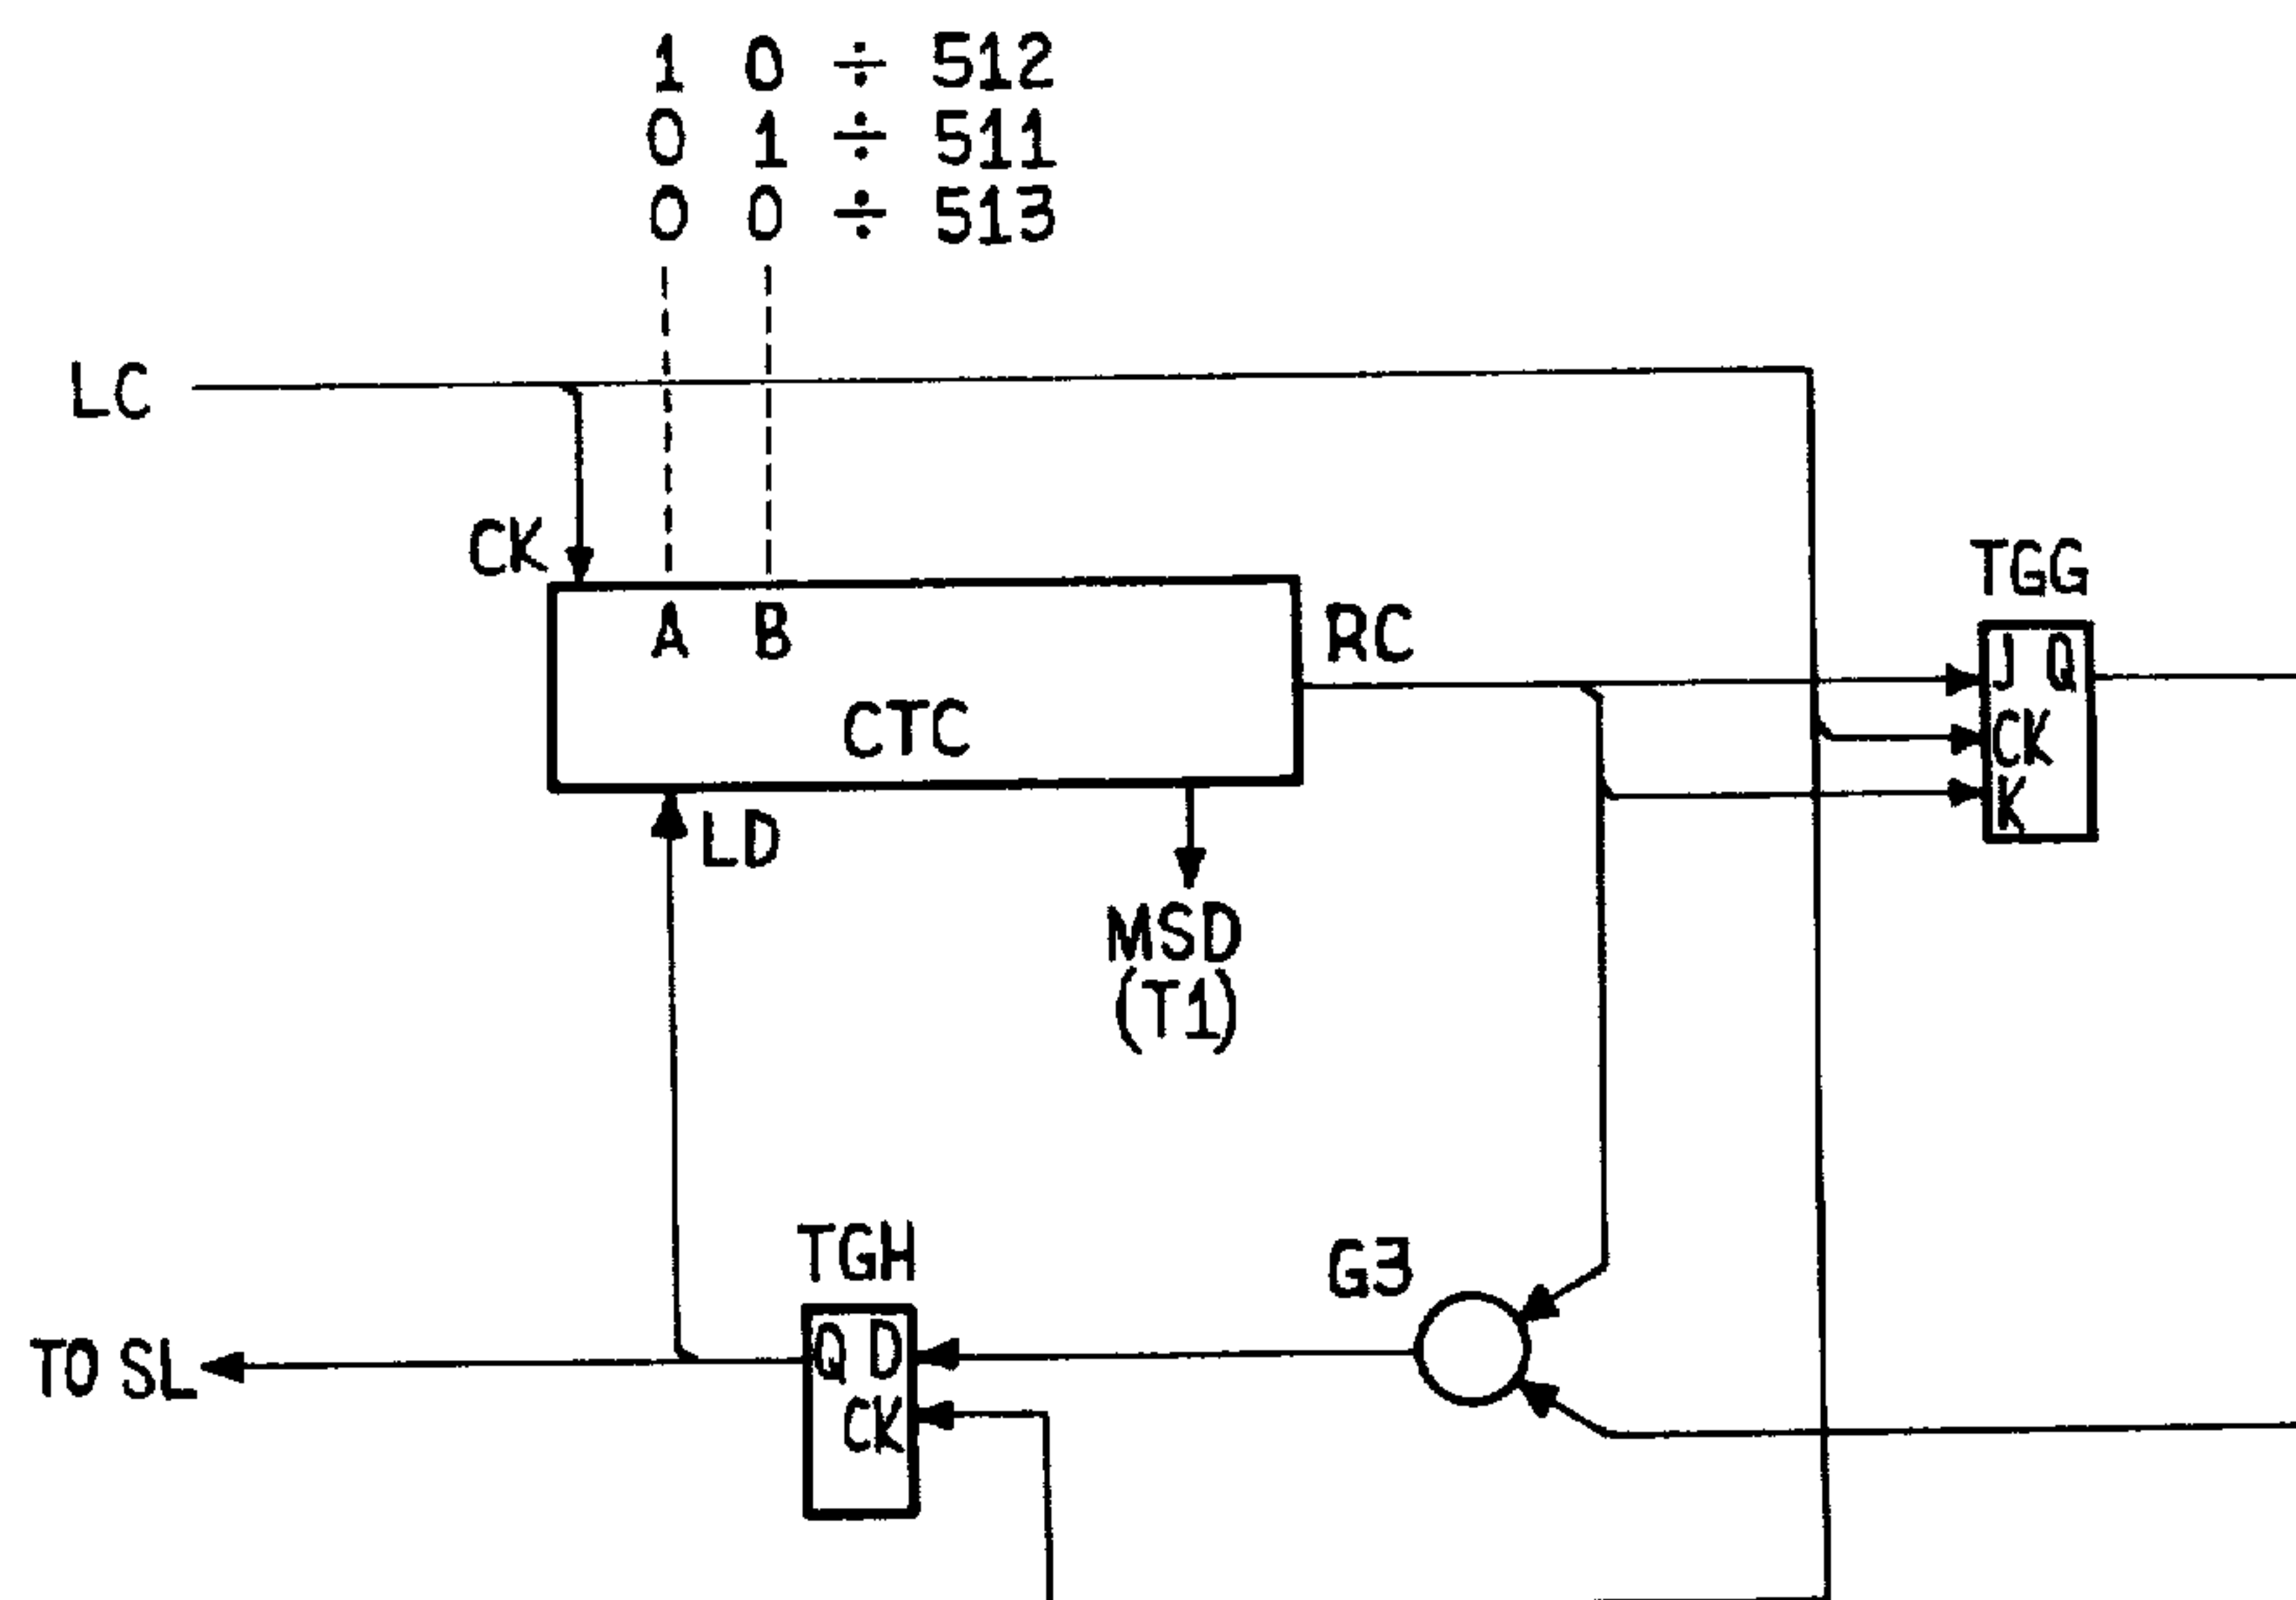 1 0 ÷ 512
0 1 ÷ 511
0 0 ÷ 513
LC
CK
TGG
A B
RC
J Q
CTC
CK
K
LD
MSD
(T1)
TGH
G3
TO SL
Q D
CK